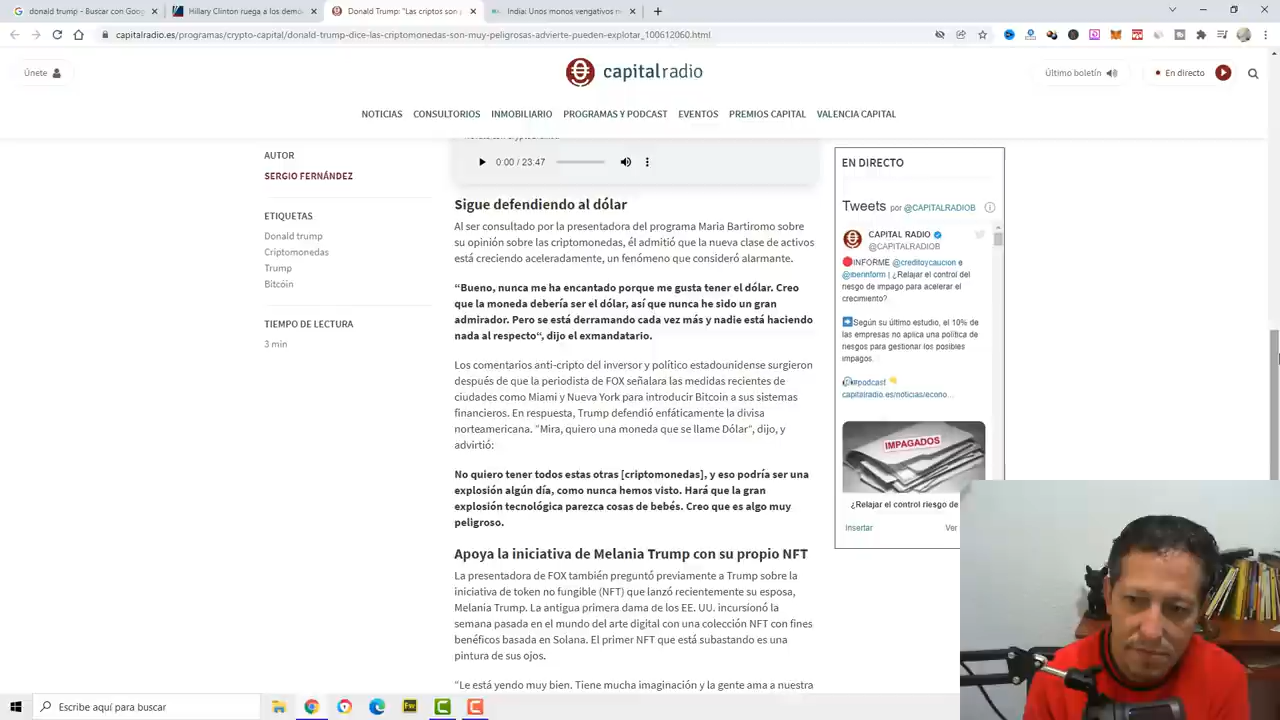 google donald trump dem
Hillary Clinton ruega a los demó
Donald Trump: "Las cripto son
India: Unos monos vengativos m
capitalradio.es/programas/crypto-capital/donald-trump-dice-las-criptomonedas-son-muy-peligrosas-advierte-pueden-explotar_100612060.html
Únete
capitalradio
Último boletín
En directo
NOTICIAS CONSULTORIOS INMOBILIARIO PROGRAMAS Y PODCAST EVENTOS PREMIOS CAPITAL VALENCIA CAPITAL
AUTOR
SERGIO FERNÁNDEZ
ETIQUETAS
Donald trump
Criptomonedas
Trump
Bitcoin
TIEMPO DE LECTURA
3 min
0:00 / 23:47
Sigue defendiendo al dólar
Al ser consultado por la presentadora del programa Maria Bartiromo sobre
su opinión sobre las criptomonedas, él admitió que la nueva clase de activos
está creciendo aceleradamente, un fenómeno que consideró alarmante.
“Bueno, nunca me ha encantado porque me gusta tener el dólar. Creo
que la moneda debería ser el dólar, así que nunca he sido un gran
admirador. Pero se está derramando cada vez más y nadie está haciendo
nada al respecto“, dijo el exmandatario.
Los comentarios anti-cripto del inversor y político estadounidense surgieron
después de que la periodista de FOX señalara las medidas recientes de
ciudades como Miami y Nueva York para introducir Bitcoin a sus sistemas
financieros. En respuesta, Trump defendió enfáticamente la divisa
norteamericana. “Mira, quiero una moneda que se llame Dólar”, dijo, y
advirtió:
No quiero tener todos estas otras [criptomonedas], y eso podría ser una
explosión algún día, como nunca hemos visto. Hará que la gran
explosión tecnológica parezca cosas de bebés. Creo que es algo muy
peligroso.
Apoya la iniciativa de Melania Trump con su propio NFT
La presentadora de FOX también preguntó previamente a Trump sobre la
iniciativa de token no fungible (NFT) que lanzó recientemente su esposa,
Melania Trump. La antigua primera dama de los EE. UU. incursionó la
semana pasada en el mundo del arte digital con una colección NFT con fines
benéficos basada en Solana. El primer NFT que está subastando es una
pintura de sus ojos.
“Le está yendo muy bien. Tiene mucha imaginación y la gente ama a nuestra
EN DIRECTO
Tweets por @CAPITALRADIOB
CAPITAL RADIO
@CAPITALRADIOB
INFORME @creditoycaucion e
@iberinform | ¿Relajar el control del
riesgo de impago para acelerar el
crecimiento?
Según su último estudio, el 10% de
las empresas no aplica una política de
riesgos para gestionar los posibles
impagos.
#podcast
capitalradio.es/noticias/econo…
IMPAGADOS
¿Relajar el control riesgo de
Insertar
Ver
Escribe aquí para buscar